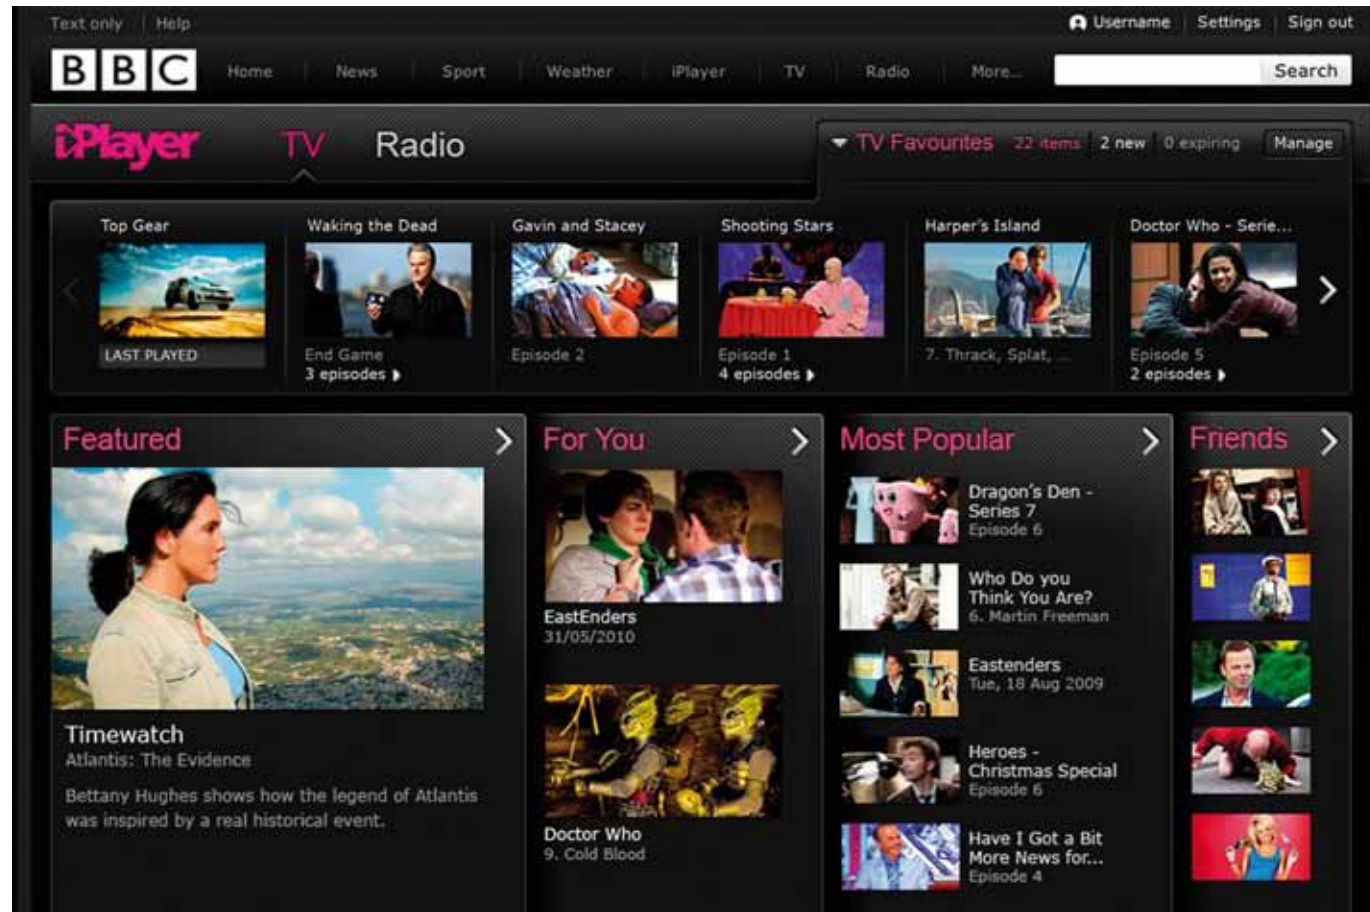 Text only
Help
Username
Settings
Sign out
BBC
Home
News
Sport
Weather
iPlayer
TV
Radio
More...
Search
iPlayer
TV
Radio
TV Favourites
22 items
2 new
0 expiring
Manage
Top Gear
LAST PLAYED
Waking the Dead
End Game
3 episodes
Gavin and Stacey
Episode 2
Shooting Stars
Episode 1
4 episodes
Harper's Island
7. Thrack, Splat, ...
Doctor Who - Serie...
Episode 5
2 episodes
Featured
Timewatch
Atlantis: The Evidence
Bettany Hughes shows how the legend of Atlantis
was inspired by a real historical event.
For You
EastEnders
31/05/2010
Doctor Who
9. Cold Blood
Most Popular
Dragon's Den -
Series 7
Episode 6
Who Do you
Think You Are?
6. Martin Freeman
Eastenders
Tue, 18 Aug 2009
Heroes -
Christmas Special
Episode 6
Have I Got a Bit
More News for...
Episode 4
Friends